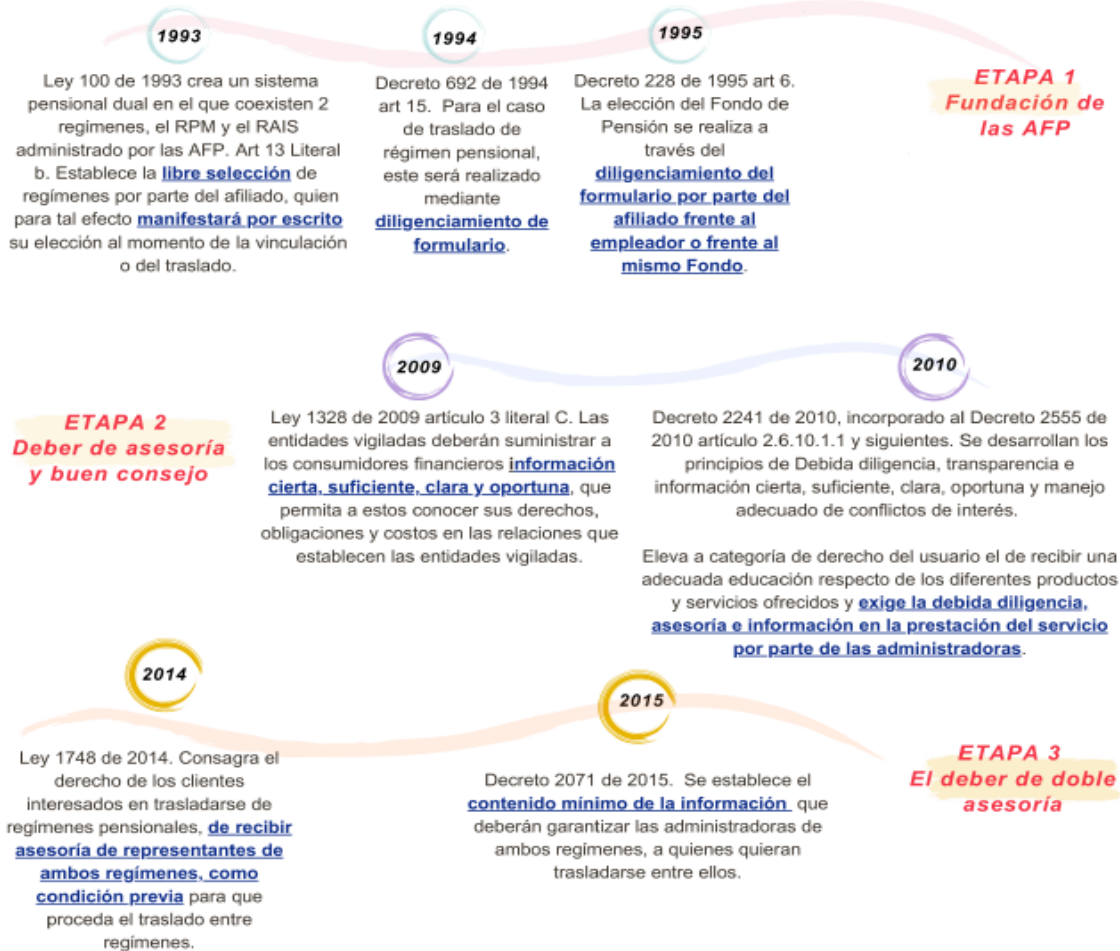 1993
Ley 100 de 1993 crea un sistema
pensional dual en el que coexisten 2
regímenes, el RPM y el RAIS
administrado por las AFP. Art 13 Literal
b. Establece la libre selección de
regímenes por parte del afiliado, quien
para tal efecto manifestará por escrito
su elección al momento de la vinculación
o del traslado.
1994
Decreto 692 de 1994
art 15. Para el caso
de traslado de
régimen pensional,
este será realizado
mediante
diligenciamiento de
formulario.
1995
Decreto 228 de 1995 art 6.
La elección del Fondo de
Pensión se realiza a
través del
diligenciamiento del
formulario por parte del
afiliado frente al
empleador o frente al
mismo Fondo.
ETAPA 1
Fundación de
las AFP
ETAPA 2
Deber de asesoría
y buen consejo
2009
Ley 1328 de 2009 artículo 3 literal C. Las
entidades vigiladas deberán suministrar a
los consumidores financieros información
cierta, suficiente, clara y oportuna, que
permita a estos conocer sus derechos,
obligaciones y costos en las relaciones que
establecen las entidades vigiladas.
2010
Decreto 2241 de 2010, incorporado al Decreto 2555 de
2010 artículo 2.6.10.1.1 y siguientes. Se desarrollan los
principios de Debida diligencia, transparencia e
información cierta, suficiente, clara, oportuna y manejo
adecuado de conflictos de interés.
Eleva a categoría de derecho del usuario el de recibir una
adecuada educación respecto de los diferentes productos
y servicios ofrecidos y exige la debida diligencia,
asesoría e información en la prestación del servicio
por parte de las administradoras.
2014
Ley 1748 de 2014. Consagra el
derecho de los clientes
interesados en trasladarse de
regímenes pensionales, de recibir
asesoría de representantes de
ambos regímenes, como
condición previa para que
proceda el traslado entre
regímenes.
2015
Decreto 2071 de 2015. Se establece el
contenido mínimo de la información que
deberán garantizar las administradoras de
ambos regímenes, a quienes quieran
trasladarse entre ellos.
ETAPA 3
El deber de doble
asesoría